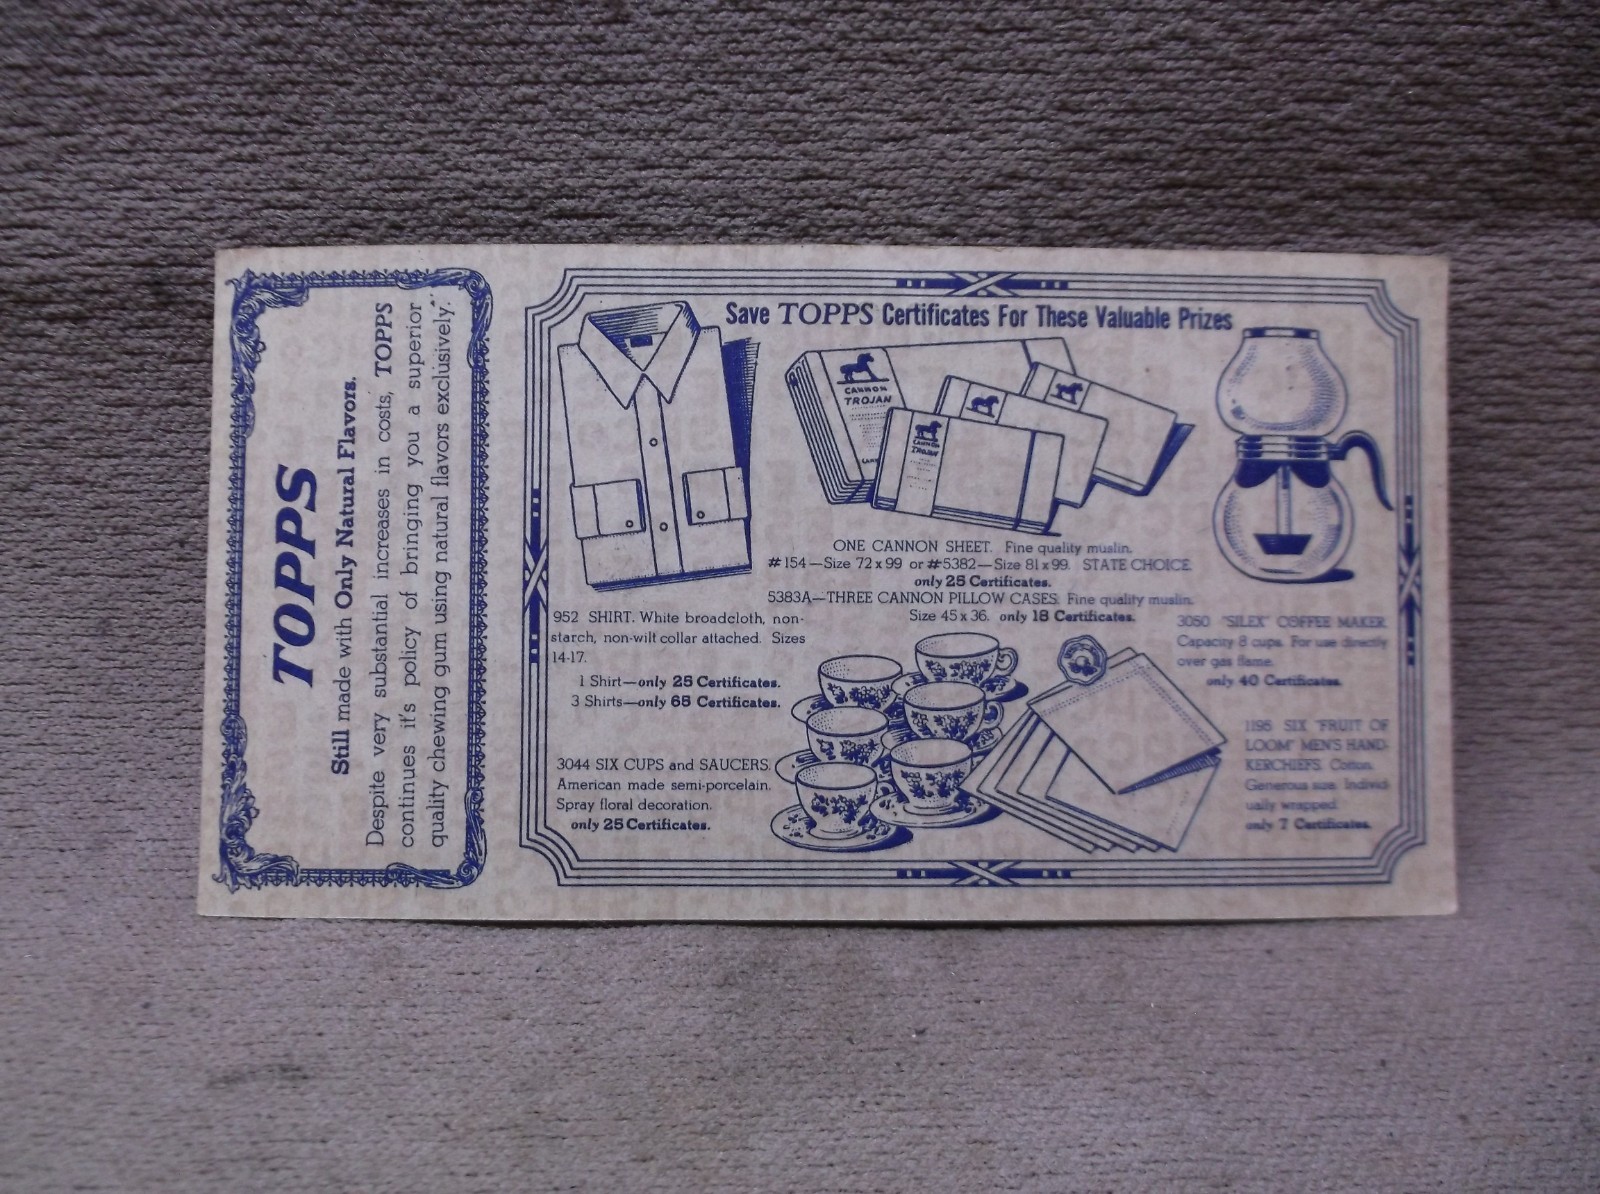 TOPPS
Still made with Only Natural Flavors.
Despite very substantial increases in costs, TOPPS
continues it's policy of bringing you a superior
quality chewing gum using natural flavors exclusively.
Save TOPPS Certificates For These Valuable Prizes
CANNON
TROJAN
CANNON
TROJAN
ONE CANNON SHEET. Fine quality muslin.
#154—Size 72 x 99 or #5382—Size 81 x 99. STATE CHOICE
only 25 Certificates.
5383A—THREE CANNON PILLOW CASES. Fine quality muslin.
Size 45 x 36. only 18 Certificates.
952 SHIRT. White broadcloth, non-
starch, non-wilt collar attached. Sizes
14-17.
1 Shirt—only 25 Certificates.
3 Shirts—only 68 Certificates.
3050 "SILEX" COFFEE MAKER.
Capacity 8 cups. For use directly
over gas flame.
only 40 Certificates.
3044 SIX CUPS and SAUCERS.
American made semi-porcelain.
Spray floral decoration.
only 25 Certificates.
1195 SIX "FRUIT OF
LOOM" MEN'S HAND-
KERCHIEFS. Cotton.
Generous size. Individ-
ually wrapped.
only 7 Certificates.